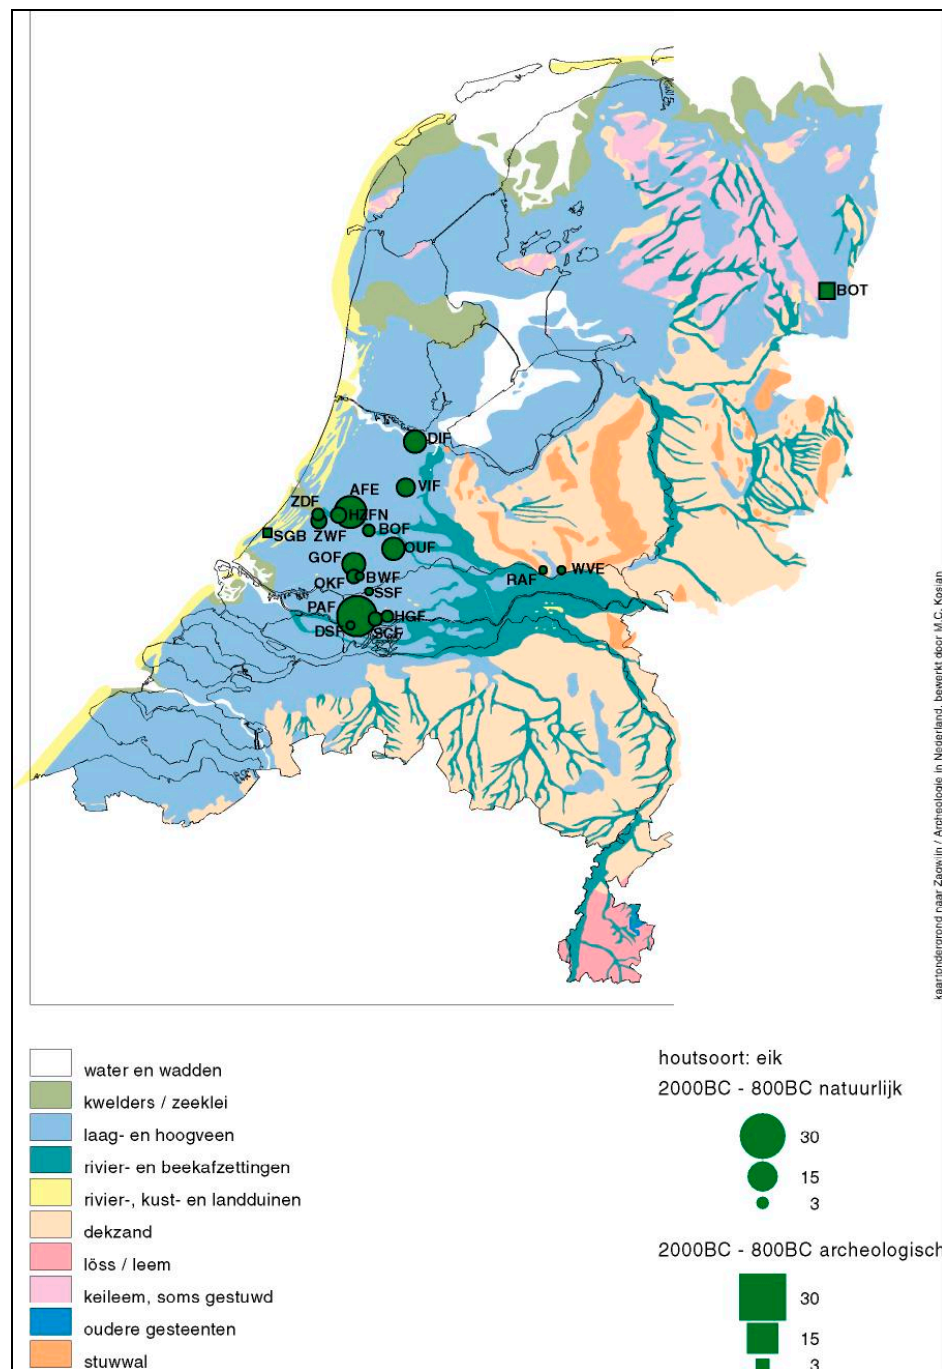 BOT
DIF
VIF
AFE
ZDF
HZFN
BOF
SGB
ZWF
OUF
GOF
RAF
WVE
OKF
BWF
SSF
PAF
HGF
DSF
SCF
kaartondergrond naar Zagwijn / Archeologie in Nederland, bewerkt door M.C. Kosian
water en wadden
kwelders / zeeklei
laag- en hoogveen
rivier- en beekafzettingen
rivier-, kust- en landduinen
dekzand
löss / leem
keileem, soms gestuwd
oudere gesteenten
stuwwal
houtsoort: eik
2000BC - 800BC natuurlijk
30
15
3
2000BC - 800BC archeologisch
30
15
3